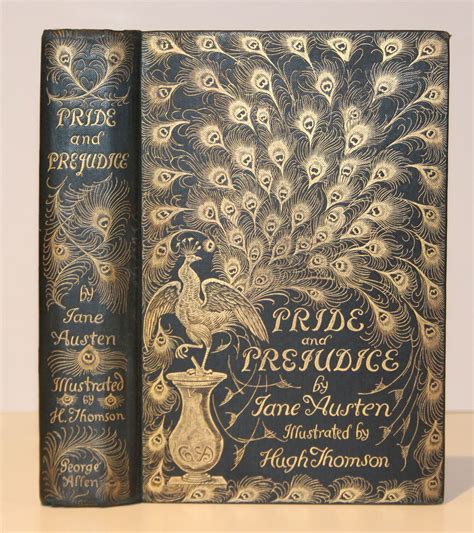 PRIDE
and
PREJUDICE
by
Jane
Austen
Illustrated
by
H. Thomson
George
Allen
PRIDE
and
PREJUDICE
by
Jane Austen
Illustrated by
Hugh Thomson